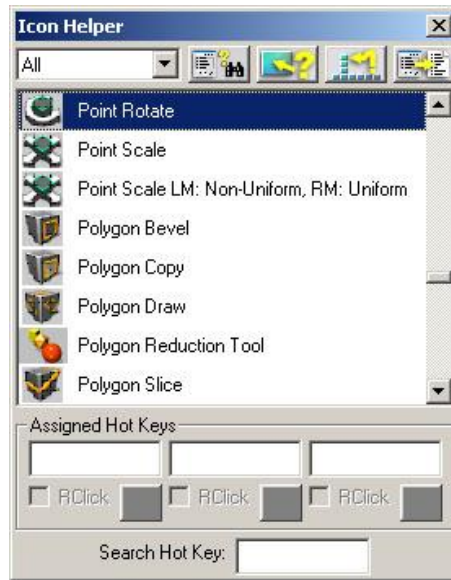 Icon Helper
All
Point Rotate
Point Scale
Point Scale LM: Non-Uniform, RM: Uniform
Polygon Bevel
Polygon Copy
Polygon Draw
Polygon Reduction Tool
Polygon Slice
Assigned Hot Keys
RClick RClick RClick
Search Hot Key: